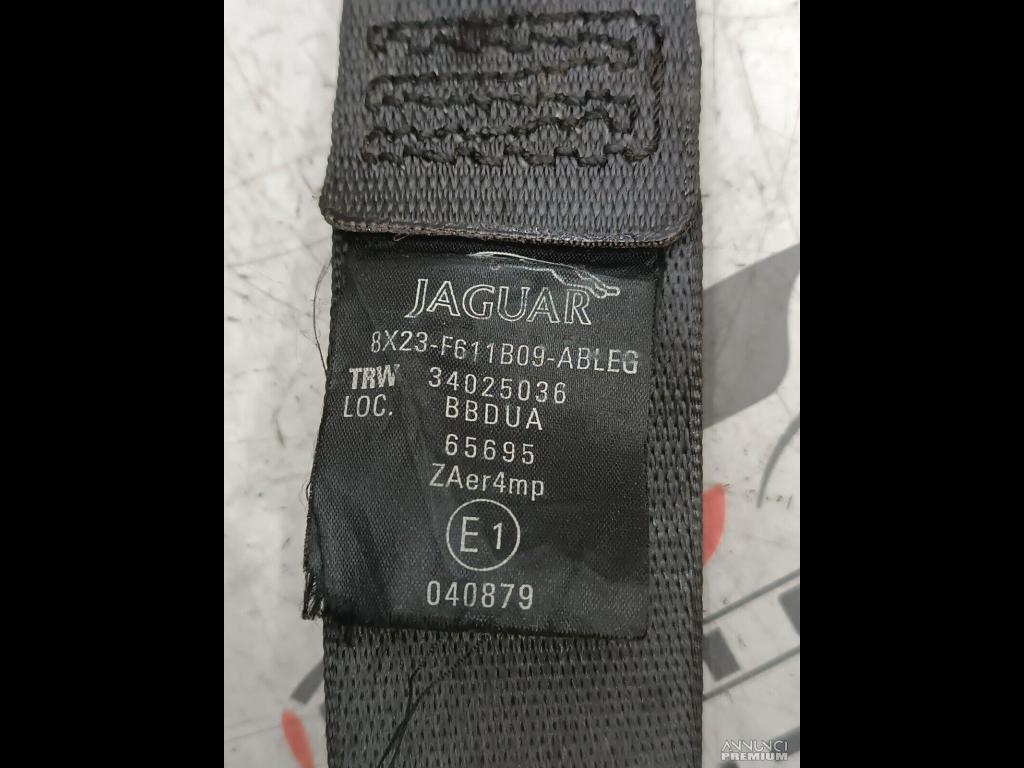 JAGUAR
8X23-F611B09-ABLEG
TRW 34025036
LOC. BBDUA
65695
ZAer4mp
E1
040879
ANNUNCI
PREMIUM